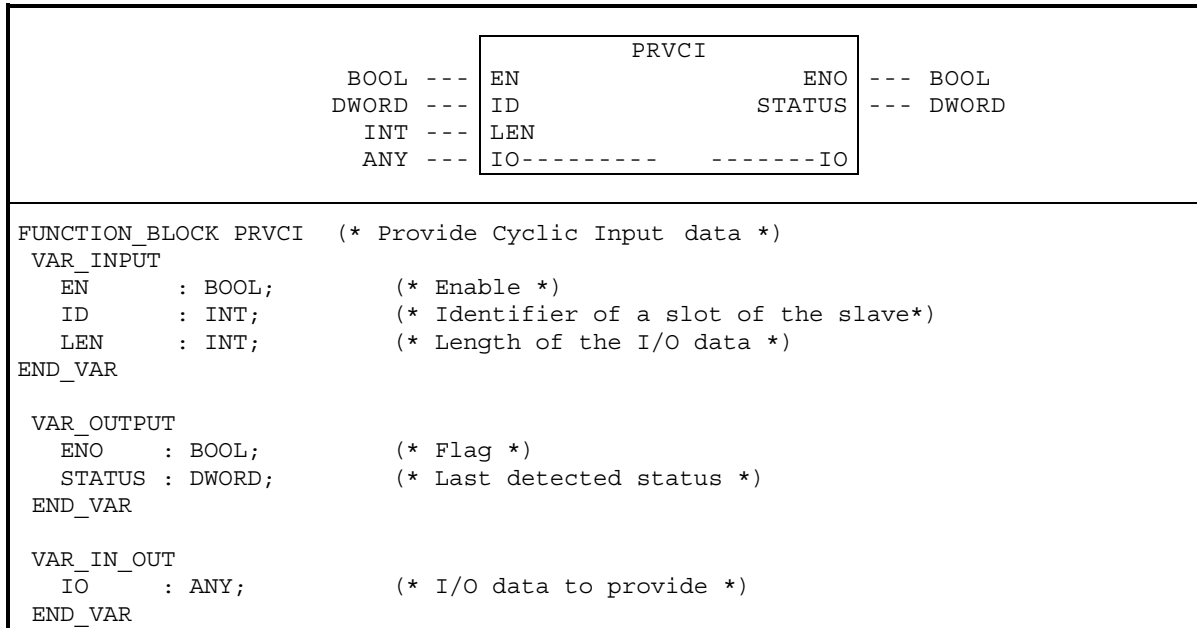 PRVCI
BOOL --- EN ENO --- BOOL
DWORD --- ID STATUS --- DWORD
INT --- LEN
ANY --- IO--------- -------IO
FUNCTION_BLOCK PRVCI (* Provide Cyclic Input data *)
VAR_INPUT
EN : BOOL; (* Enable *)
ID : INT; (* Identifier of a slot of the slave*)
LEN : INT; (* Length of the I/O data *)
END_VAR
VAR_OUTPUT
ENO : BOOL; (* Flag *)
STATUS : DWORD; (* Last detected status *)
END_VAR
VAR_IN_OUT
IO : ANY; (* I/O data to provide *)
END_VAR